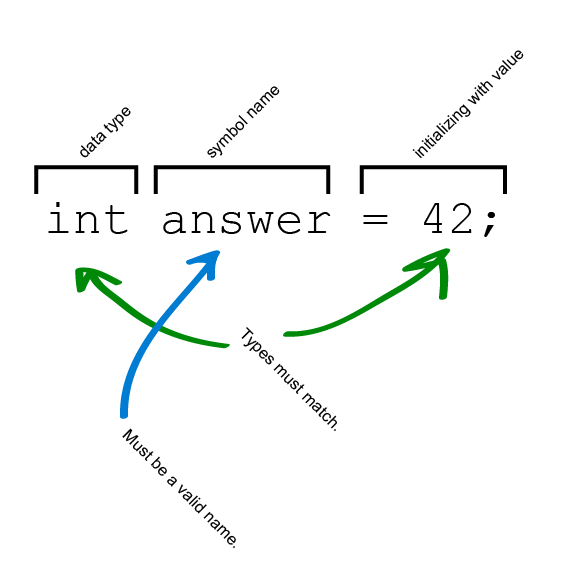 data type
symbol name
initializing with value
int answer = 42;
Types must match.
Must be a valid name.